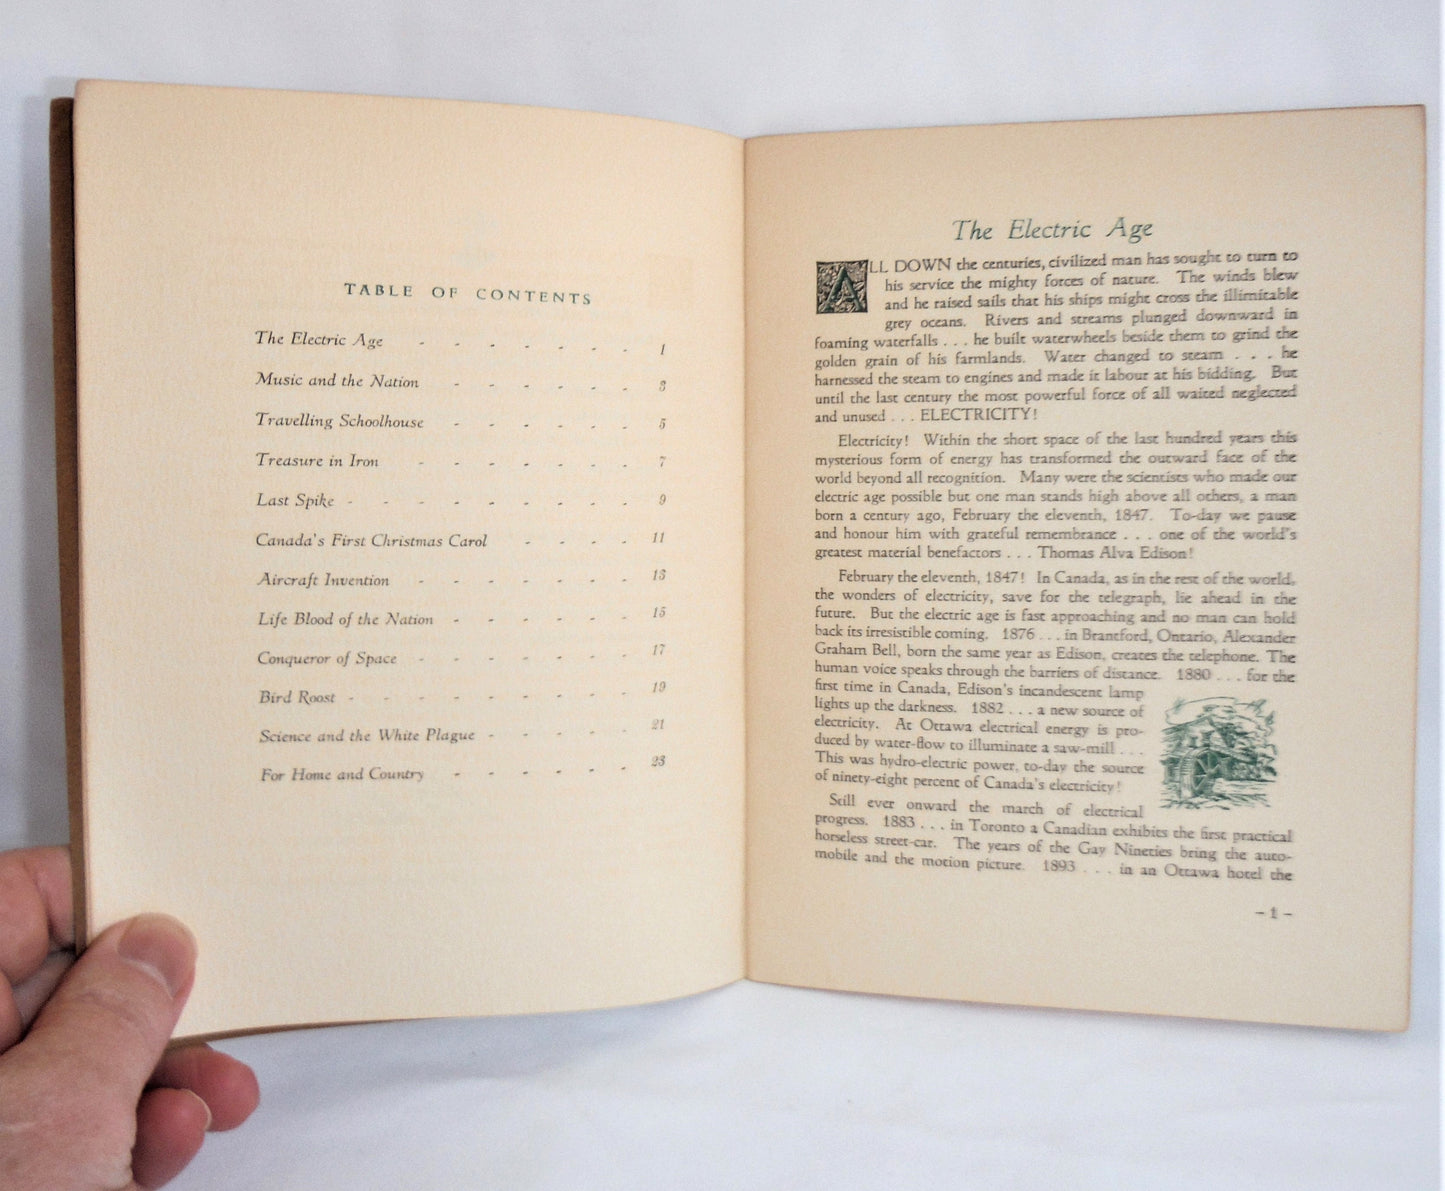 TABLE OF CONTENTS
The Electric Age - - - - - - - 1
Music and the Nation - - - - - - 3
Travelling Schoolhouse - - - - - - 5
Treasure in Iron - - - - - - - 7
Last Spike - - - - - - - - - 9
Canada's First Christmas Carol - - - - 11
Aircraft Invention - - - - - - - 13
Life Blood of the Nation - - - - - - 15
Conqueror of Space - - - - - - - 17
Bird Roost - - - - - - - - - 19
Science and the White Plague - - - - - 21
For Home and Country - - - - - - 23
The Electric Age
ALL DOWN the centuries, civilized man has sought to turn to
his service the mighty forces of nature. The winds blew
and he raised sails that his ships might cross the illimitable
grey oceans. Rivers and streams plunged downward in
foaming waterfalls . . . he built waterwheels beside them to grind the
golden grain of his farmlands. Water changed to steam . . . he
harnessed the steam to engines and made it labour at his bidding. But
until the last century the most powerful force of all waited neglected
and unused . . . ELECTRICITY!
Electricity! Within the short space of the last hundred years this
mysterious form of energy has transformed the outward face of the
world beyond all recognition. Many were the scientists who made our
electric age possible but one man stands high above all others, a man
born a century ago, February the eleventh, 1847. To-day we pause
and honour him with grateful remembrance . . . one of the world's
greatest material benefactors . . . Thomas Alva Edison!
February the eleventh, 1847! In Canada, as in the rest of the world,
the wonders of electricity, save for the telegraph, lie ahead in the
future. But the electric age is fast approaching and no man can hold
back its irresistible coming. 1876 . . . in Brantford, Ontario, Alexander
Graham Bell, born the same year as Edison, creates the telephone. The
human voice speaks through the barriers of distance. 1880 . . . for the
first time in Canada, Edison's incandescent lamp
lights up the darkness. 1882 . . . a new source of
electricity. At Ottawa electrical energy is pro-
duced by water-flow to illuminate a saw-mill . . .
This was hydro-electric power, to-day the source
of ninety-eight percent of Canada's electricity!
Still ever onward the march of electrical
progress. 1883 . . . in Toronto a Canadian exhibits the first practical
horseless street-car. The years of the Gay Nineties bring the auto-
mobile and the motion picture. 1893 . . . in an Ottawa hotel the
– 1 –